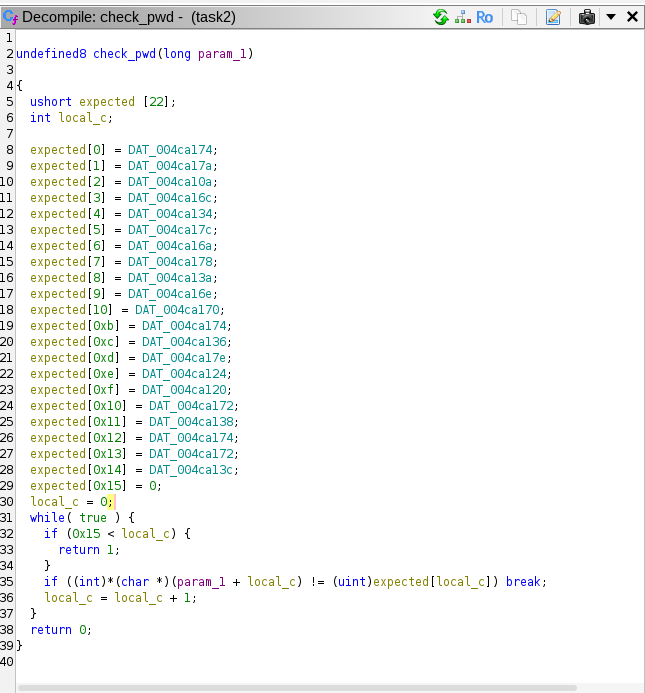 Decompile: check_pwd - (task2)
Ro
1
2 undefined8 check_pwd(long param_1)
3
4 {
5 ushort expected [22];
6 int local_c;
7
8 expected[0] = DAT_004ca174;
9 expected[1] = DAT_004ca17a;
10 expected[2] = DAT_004ca10a;
11 expected[3] = DAT_004ca16c;
12 expected[4] = DAT_004ca134;
13 expected[5] = DAT_004ca17c;
14 expected[6] = DAT_004ca16a;
15 expected[7] = DAT_004ca178;
16 expected[8] = DAT_004ca13a;
17 expected[9] = DAT_004ca16e;
18 expected[10] = DAT_004ca170;
19 expected[0xb] = DAT_004ca174;
20 expected[0xc] = DAT_004ca136;
21 expected[0xd] = DAT_004ca17e;
22 expected[0xe] = DAT_004ca124;
23 expected[0xf] = DAT_004ca120;
24 expected[0x10] = DAT_004ca172;
25 expected[0x11] = DAT_004ca138;
26 expected[0x12] = DAT_004ca174;
27 expected[0x13] = DAT_004ca172;
28 expected[0x14] = DAT_004ca13c;
29 expected[0x15] = 0;
30 local_c = 0;
31 while( true ) {
32 if (0x15 < local_c) {
33 return 1;
34 }
35 if ((int)*(char *)(param_1 + local_c) != (uint)expected[local_c]) break;
36 local_c = local_c + 1;
37 }
38 return 0;
39 }
40